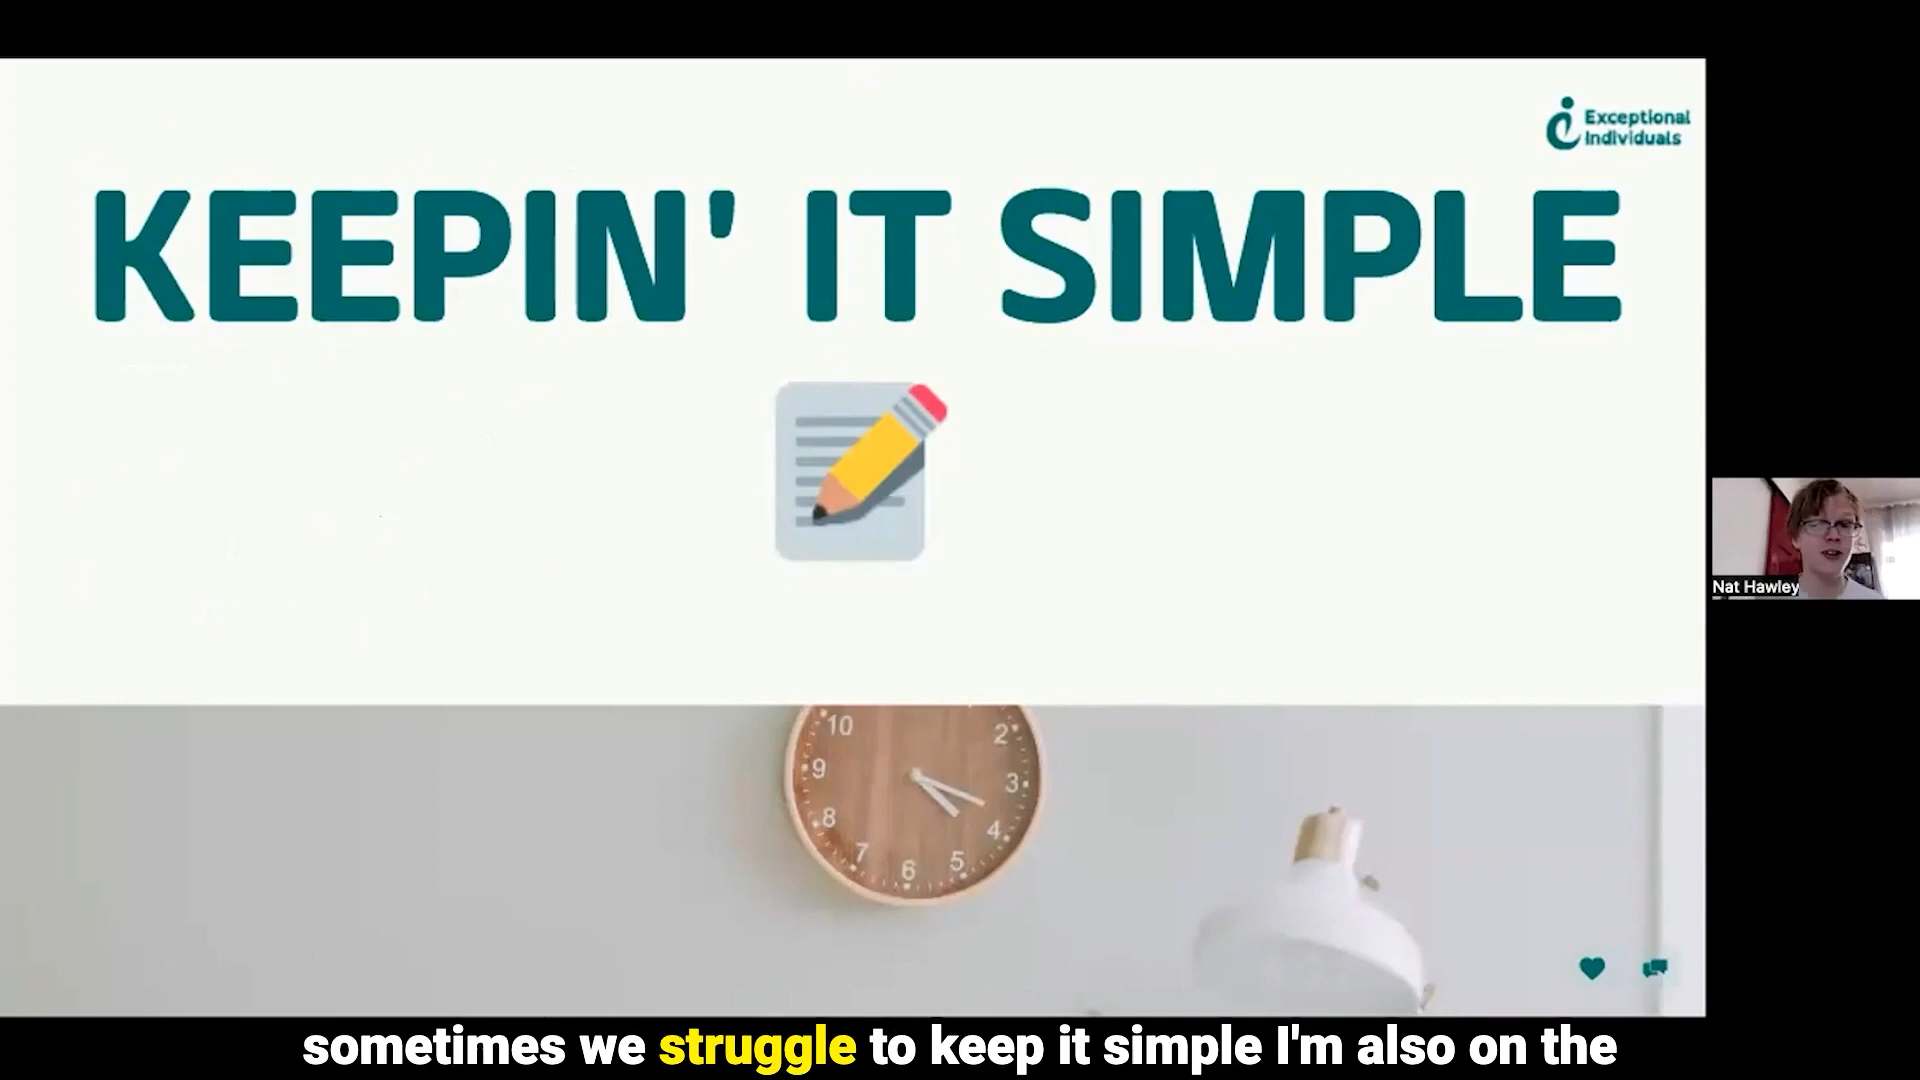 Exceptional
Individuals
KEEPIN' IT SIMPLE
Nat Hawley
10
2
9
3
8
4
7
5
6
sometimes we struggle to keep it simple I'm also on the